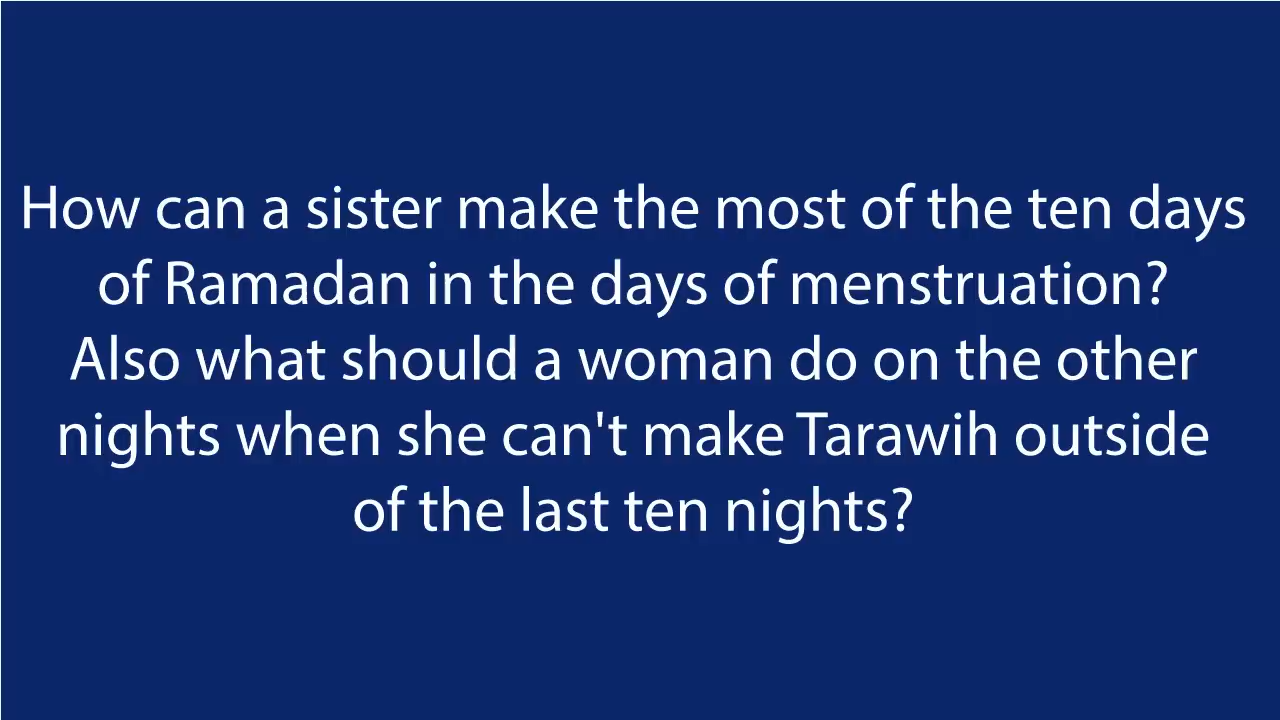 How can a sister make the most of the ten days
of Ramadan in the days of menstruation?
Also what should a woman do on the other
nights when she can't make Tarawih outside
of the last ten nights?